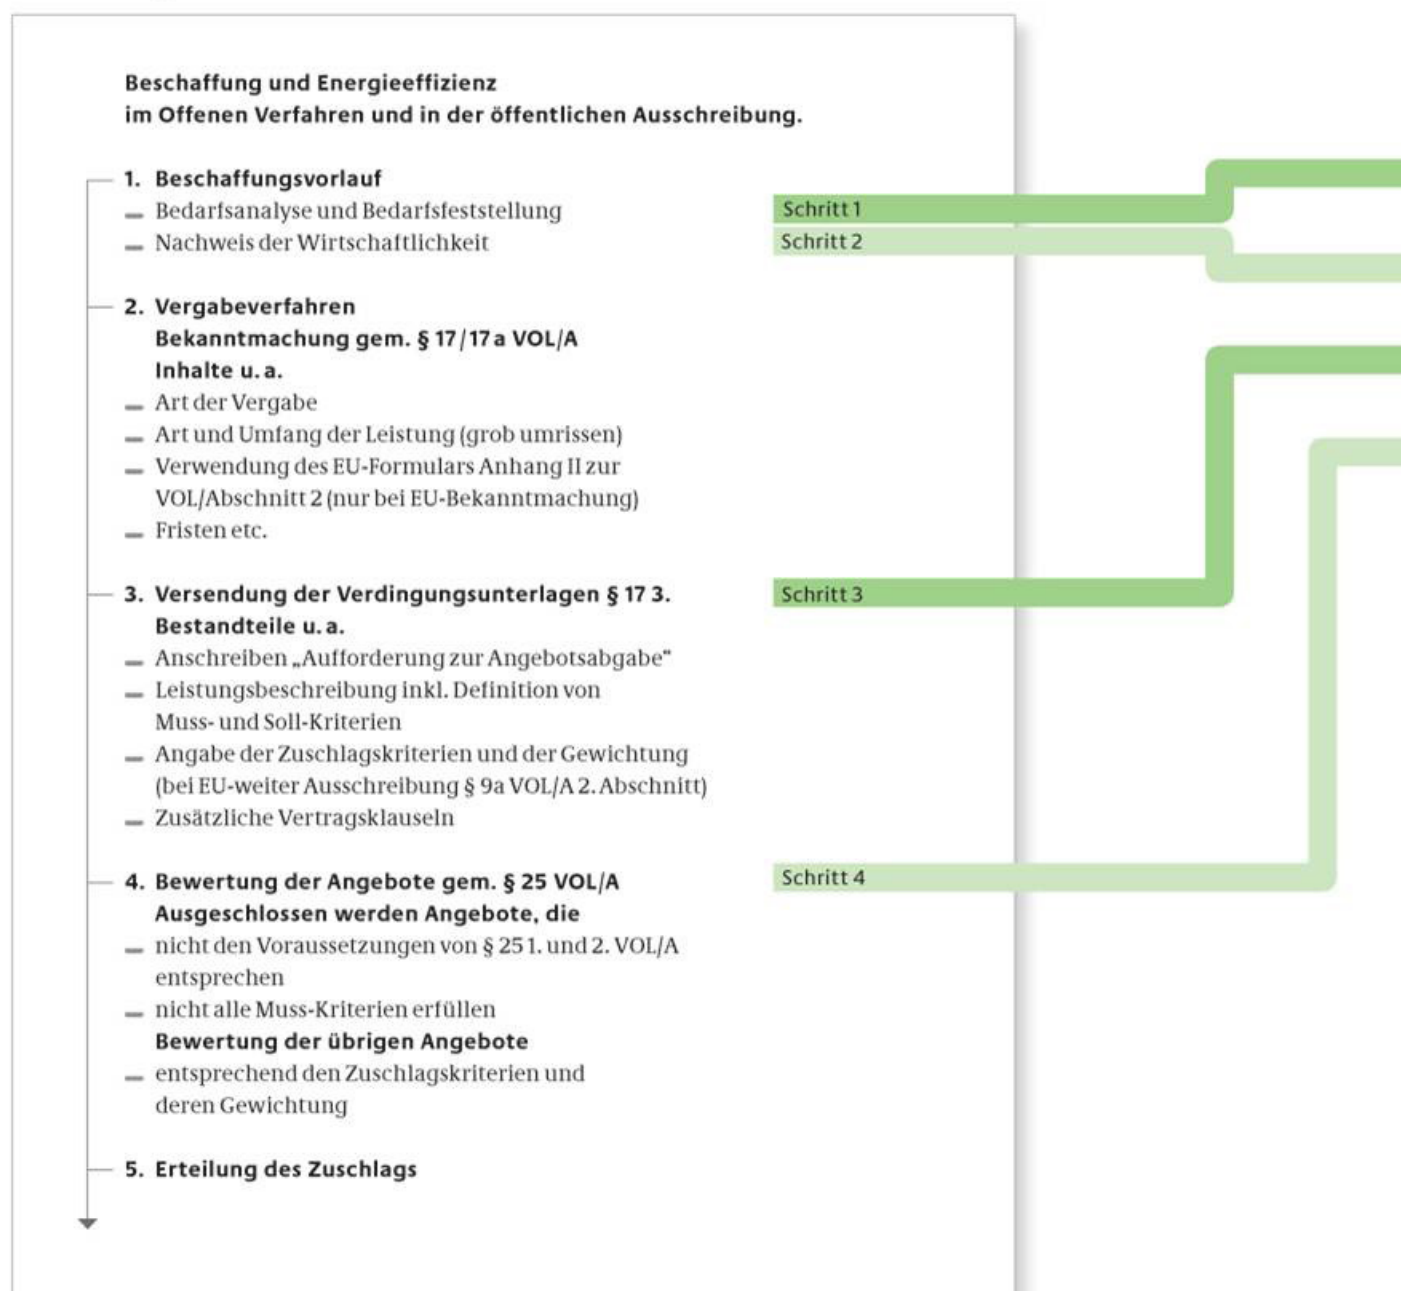 Beschaffung und Energieeffizienz
im Offenen Verfahren und in der öffentlichen Ausschreibung.
1. Beschaffungsvorlauf
Bedarfsanalyse und Bedarfsfeststellung
Schritt 1
Nachweis der Wirtschaftlichkeit
Schritt 2
2. Vergabeverfahren
Bekanntmachung gem. § 17/17a VOL/A
Inhalte u. a.
Art der Vergabe
Art und Umfang der Leistung (grob umrissen)
Verwendung des EU-Formulars Anhang II zur
VOL/Abschnitt 2 (nur bei EU-Bekanntmachung)
Fristen etc.
3. Versendung der Verdingungsunterlagen § 17 3.
Schritt 3
Bestandteile u. a.
Anschreiben „Aufforderung zur Angebotsabgabe“
Leistungsbeschreibung inkl. Definition von
Muss- und Soll-Kriterien
Angabe der Zuschlagskriterien und der Gewichtung
(bei EU-weiter Ausschreibung § 9a VOL/A 2. Abschnitt)
Zusätzliche Vertragsklauseln
4. Bewertung der Angebote gem. § 25 VOL/A
Schritt 4
Ausgeschlossen werden Angebote, die
nicht den Voraussetzungen von § 25 1. und 2. VOL/A
entsprechen
nicht alle Muss-Kriterien erfüllen
Bewertung der übrigen Angebote
entsprechend den Zuschlagskriterien und
deren Gewichtung
5. Erteilung des Zuschlags